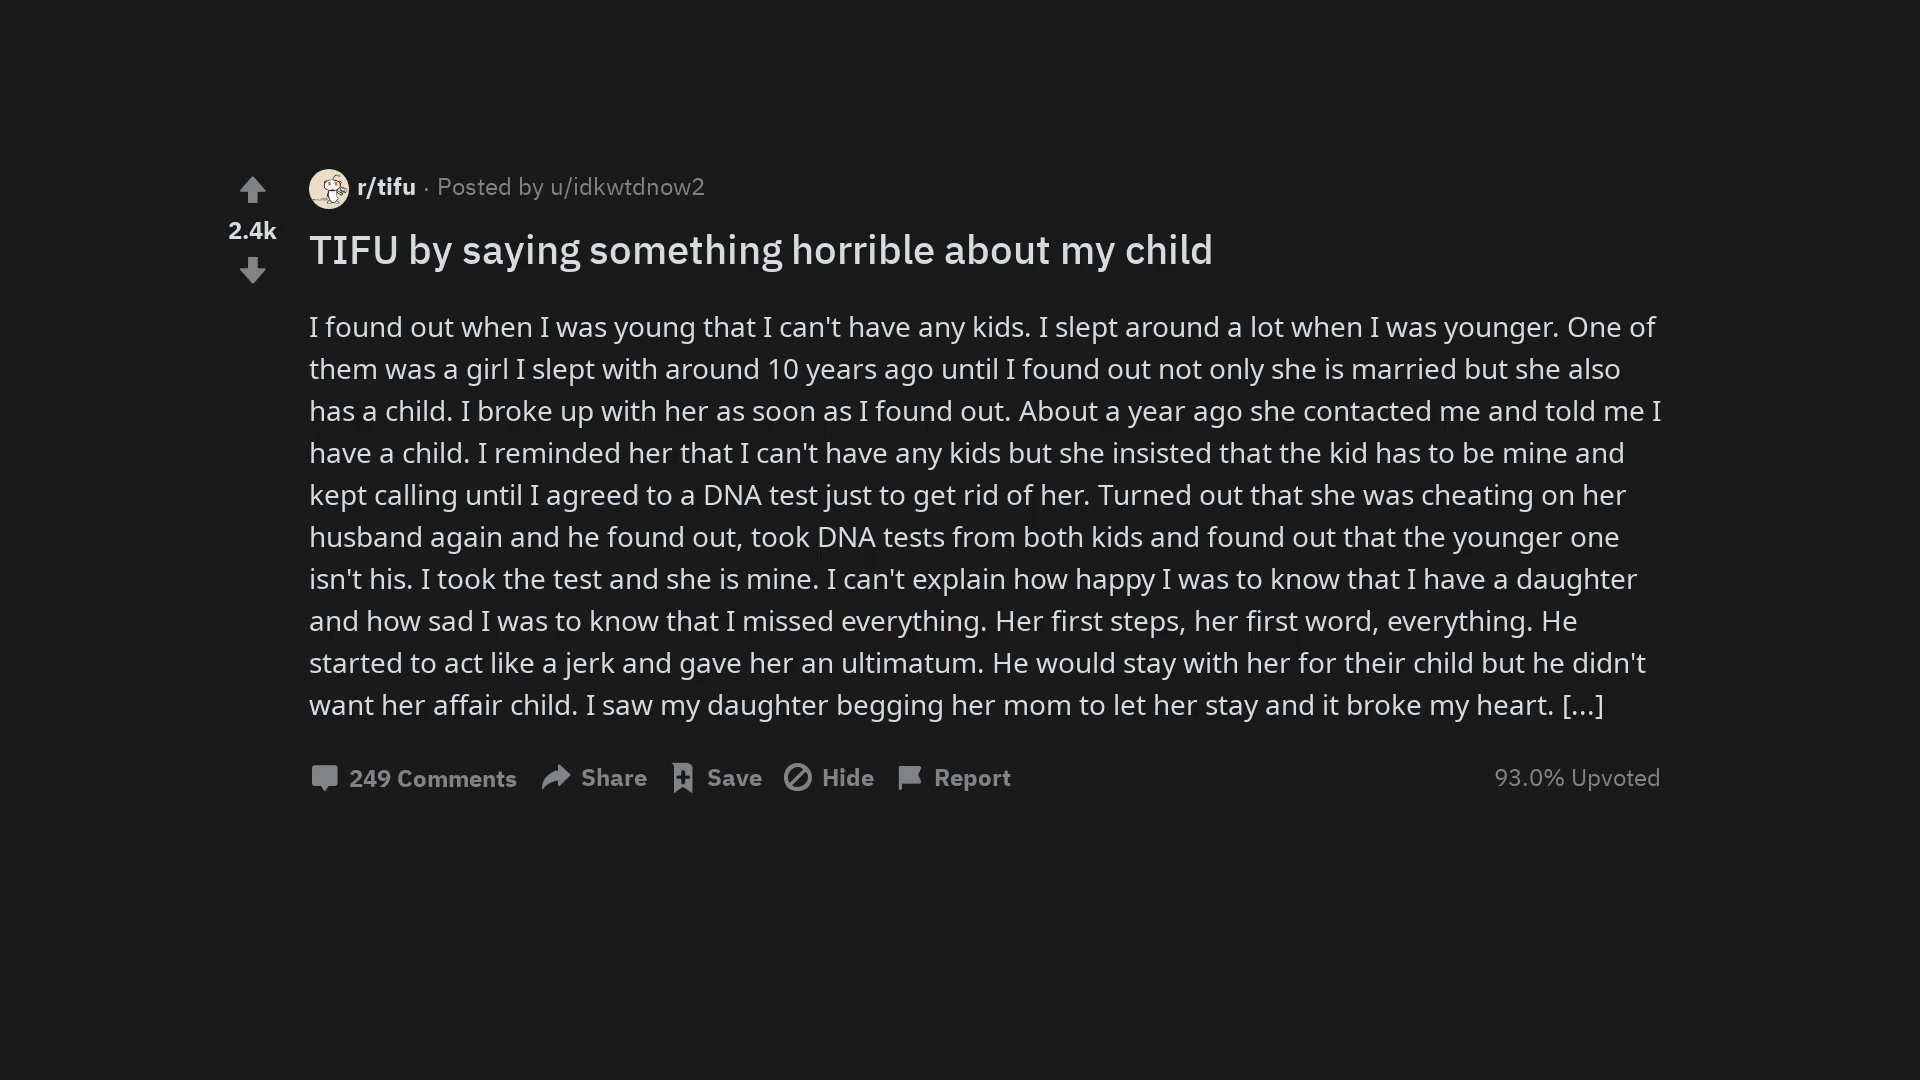 r/tifu · Posted by u/idkwtdnow2
2.4k
TIFU by saying something horrible about my child
I found out when I was young that I can't have any kids. I slept around a lot when I was younger. One of
them was a girl I slept with around 10 years ago until I found out not only she is married but she also
has a child. I broke up with her as soon as I found out. About a year ago she contacted me and told me I
have a child. I reminded her that I can't have any kids but she insisted that the kid has to be mine and
kept calling until I agreed to a DNA test just to get rid of her. Turned out that she was cheating on her
husband again and he found out, took DNA tests from both kids and found out that the younger one
isn't his. I took the test and she is mine. I can't explain how happy I was to know that I have a daughter
and how sad I was to know that I missed everything. Her first steps, her first word, everything. He
started to act like a jerk and gave her an ultimatum. He would stay with her for their child but he didn't
want her affair child. I saw my daughter begging her mom to let her stay and it broke my heart. [...]
249 Comments Share Save Hide Report 93.0% Upvoted